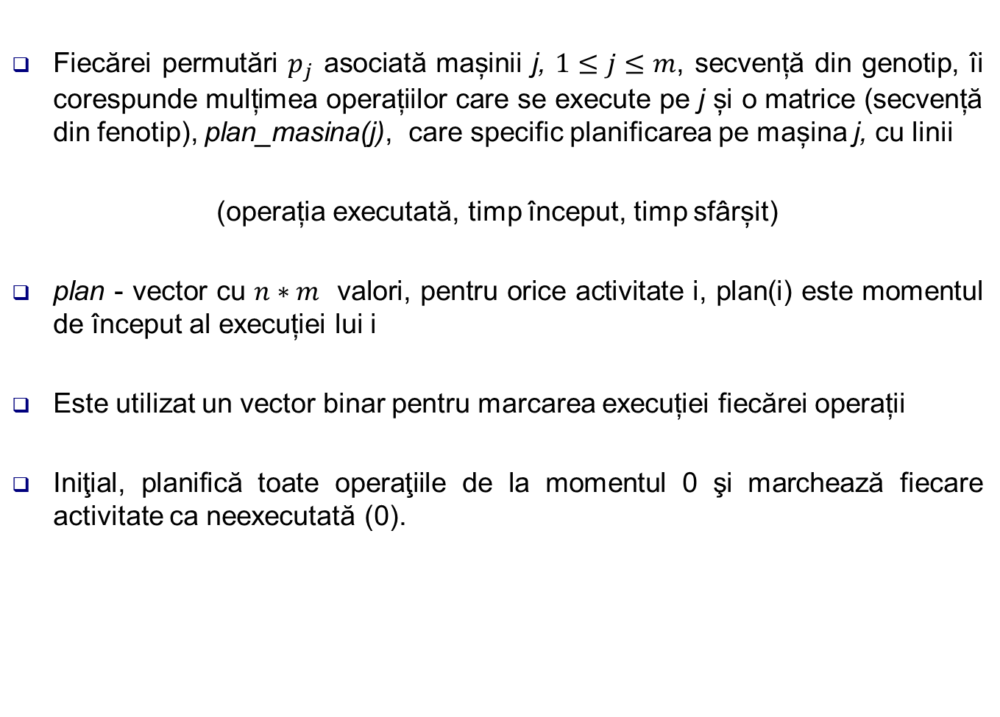 ❑ Fiecărei permutări $p_j$ asociată mașinii j, $1 \leq j \leq m$, secvență din genotip, îi
corespunde mulțimea operațiilor care se execute pe j și o matrice (secvență
din fenotip), plan_masina(j), care specific planificarea pe mașina j, cu linii
(operația executată, timp început, timp sfârșit)
❑ plan - vector cu $n * m$ valori, pentru orice activitate i, plan(i) este momentul
de început al execuției lui i
❑ Este utilizat un vector binar pentru marcarea execuției fiecărei operații
❑ Iniţial, planifică toate operaţiile de la momentul 0 şi marchează fiecare
activitate ca neexecutată (0).